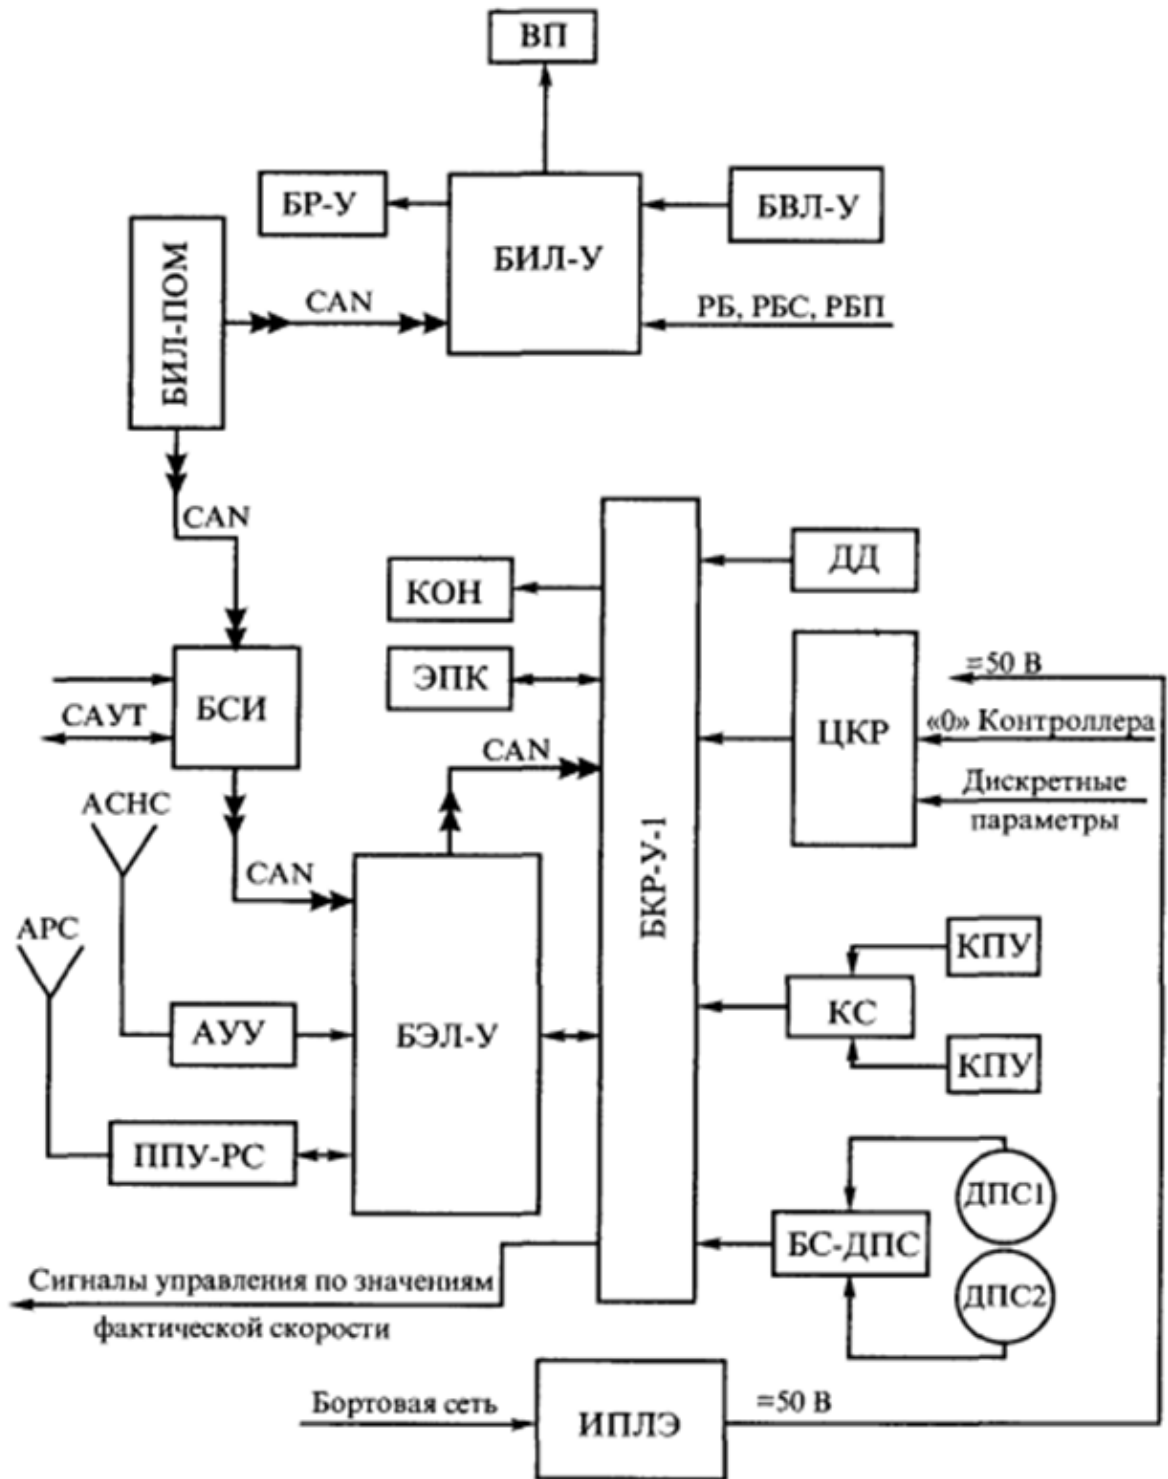 ВП
БР-У
БИЛ-У
БВЛ-У
БИЛ-ПОМ
CAN
РБ, РБС, РБП
CAN
КОН
ДД
ЭПК
БСИ
САУТ
CAN
ЦКР
=50 В
«0» Контроллера
Дискретные
параметры
АСНС
CAN
БКР-У-1
АРС
КПУ
КС
КПУ
АУУ
БЭЛ-У
ППУ-РС
ДПС1
БС-ДПС
ДПС2
Сигналы управления по значениям
фактической скорости
Бортовая сеть
ИПЛЭ
=50 В